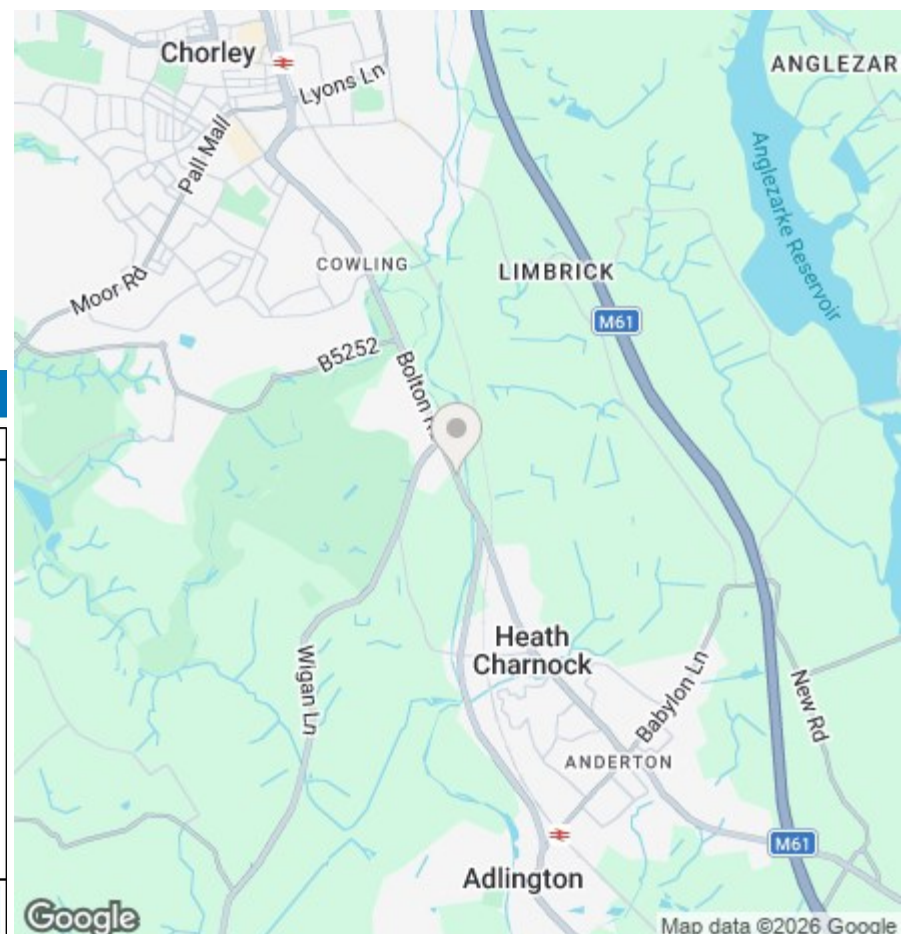 Chorley
Lyons Ln
ANGLEZAR
Pall Mall
Anglezarke Reservoir
COWLING
LIMBRICK
Moor Rd
M61
B5252
Bolton R
Heath
Charnock
Wigan Ln
Babylon Ln
New Rd
ANDERTON
M61
Adlington
Google
Map data ©2026 Google